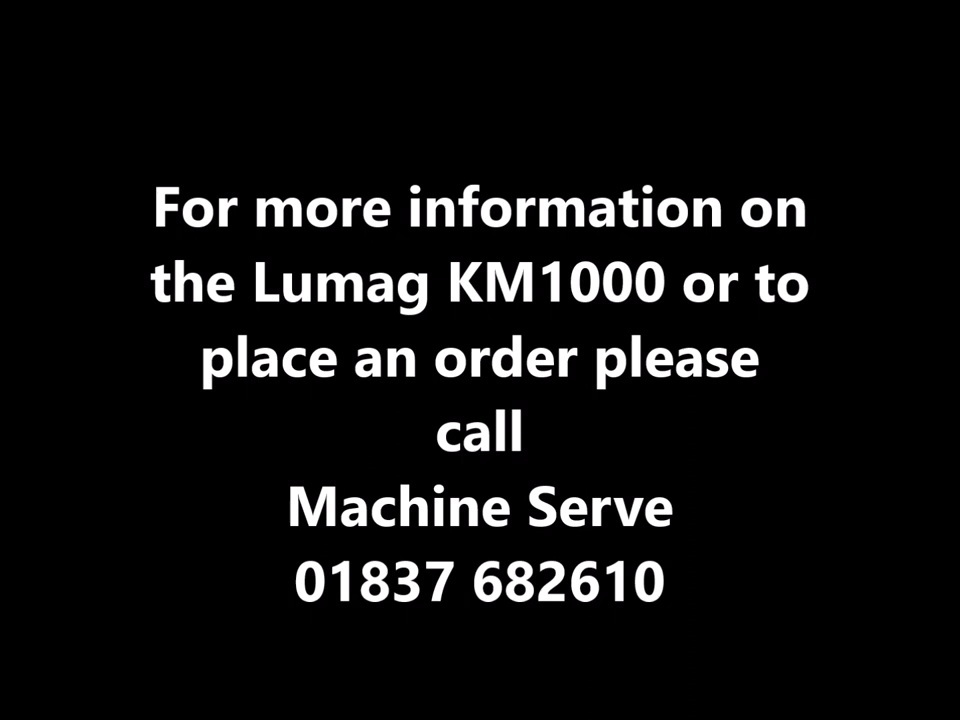 For more information on
the Lumag KM1000 or to
place an order please
call
Machine Serve
01837 682610